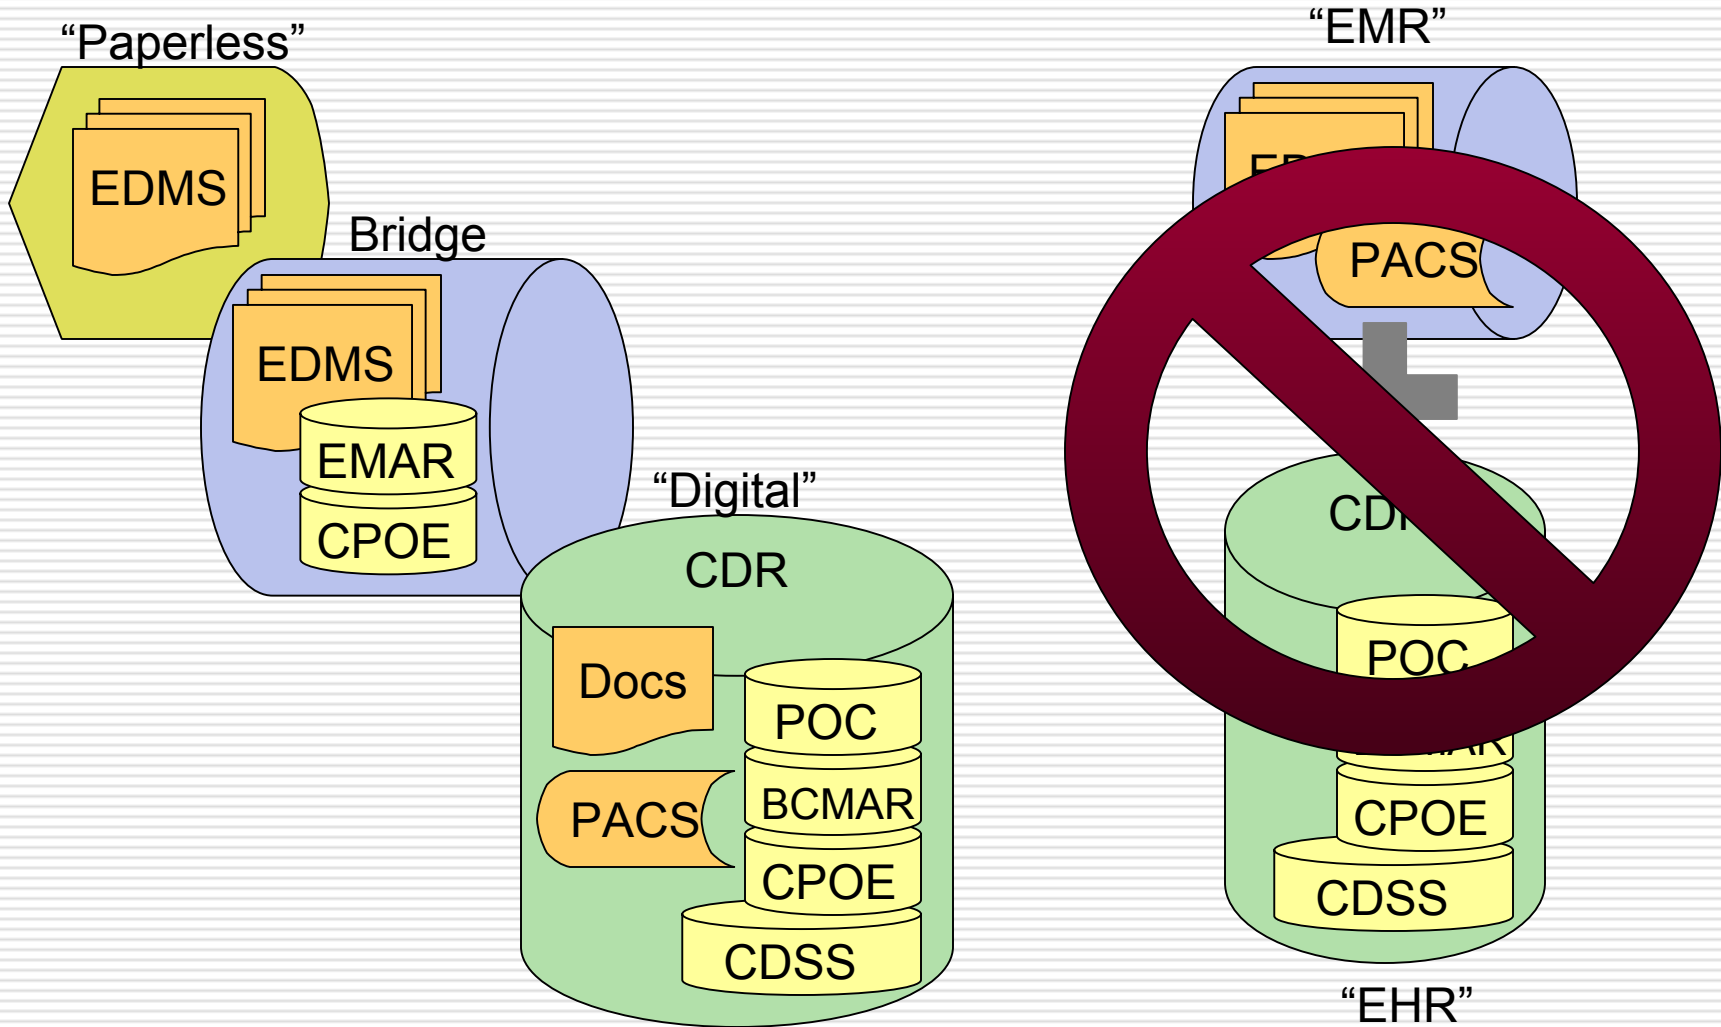 “Paperless”
EDMS
Bridge
EDMS
EMAR
CPOE
“Digital”
CDR
Docs
PACS
POC
BCMAR
CPOE
CDSS
“EMR”
PACS
POC
CPOE
CDSS
“EHR”